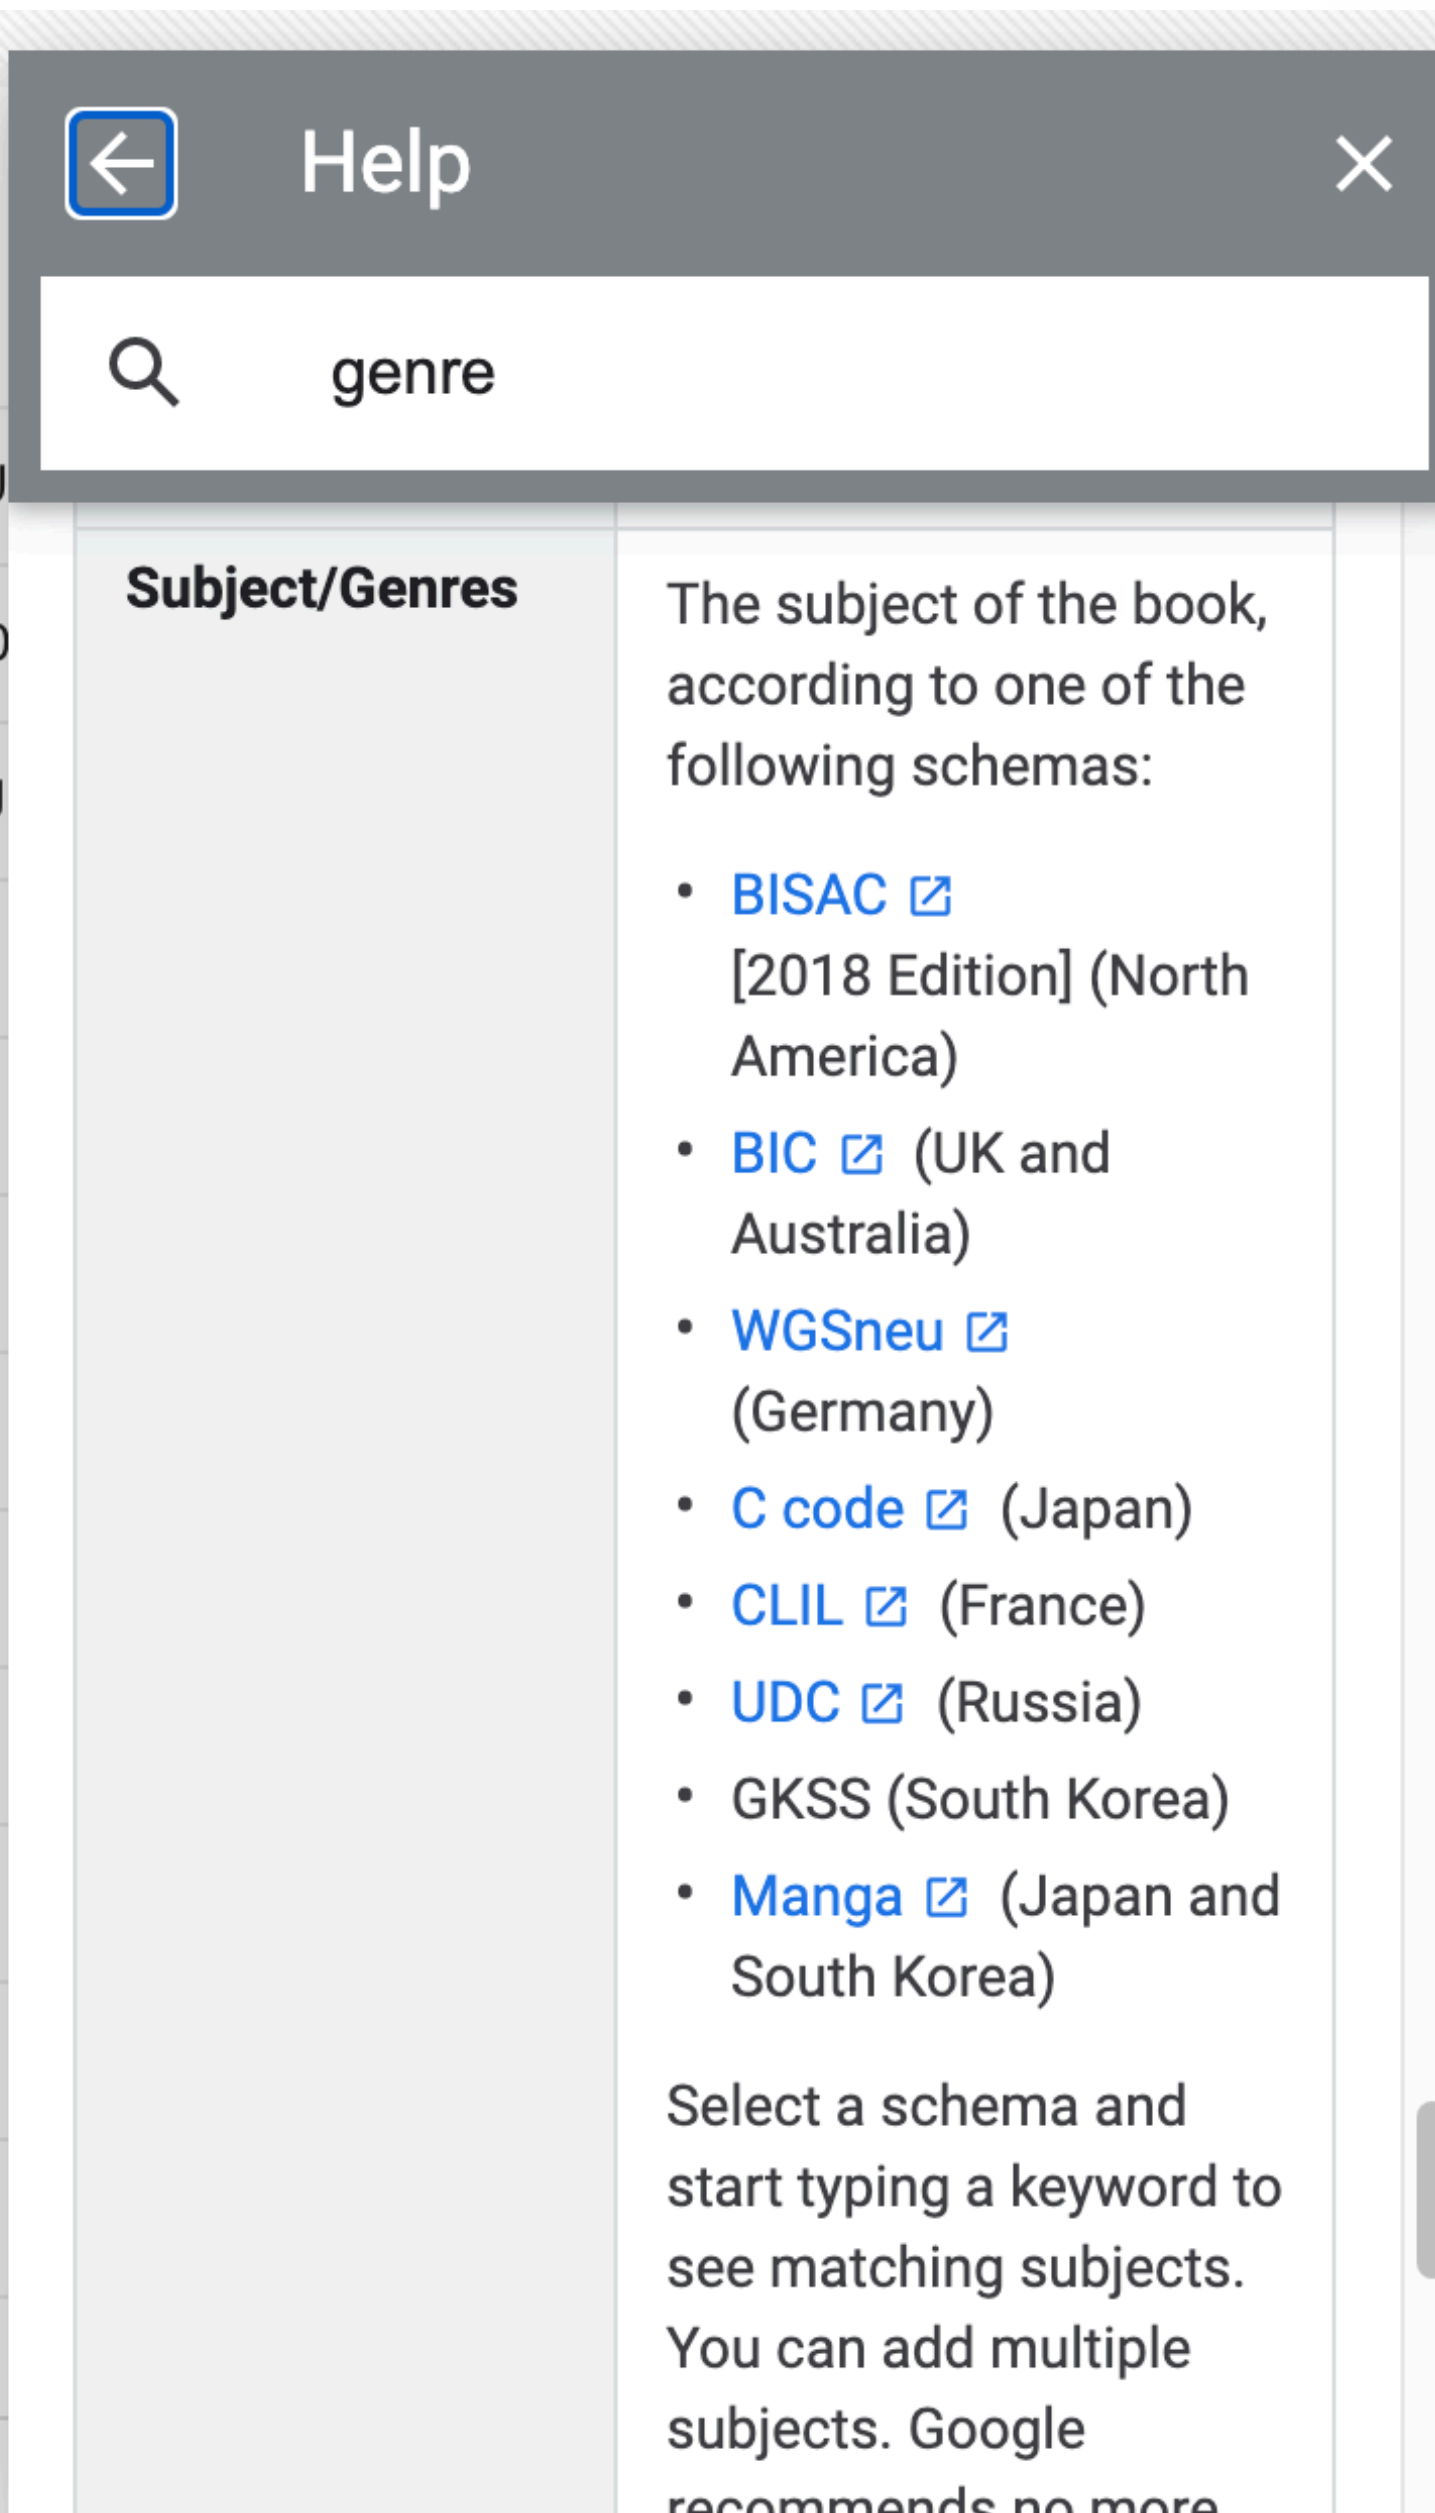 Help
genre
Subject/Genres
The subject of the book,
according to one of the
following schemas:
• BISAC
[2018 Edition] (North
America)
• BIC (UK and
Australia)
• WGSneu
(Germany)
• C code (Japan)
• CLIL (France)
• UDC (Russia)
• GKSS (South Korea)
• Manga (Japan and
South Korea)
Select a schema and
start typing a keyword to
see matching subjects.
You can add multiple
subjects. Google
recommends no more